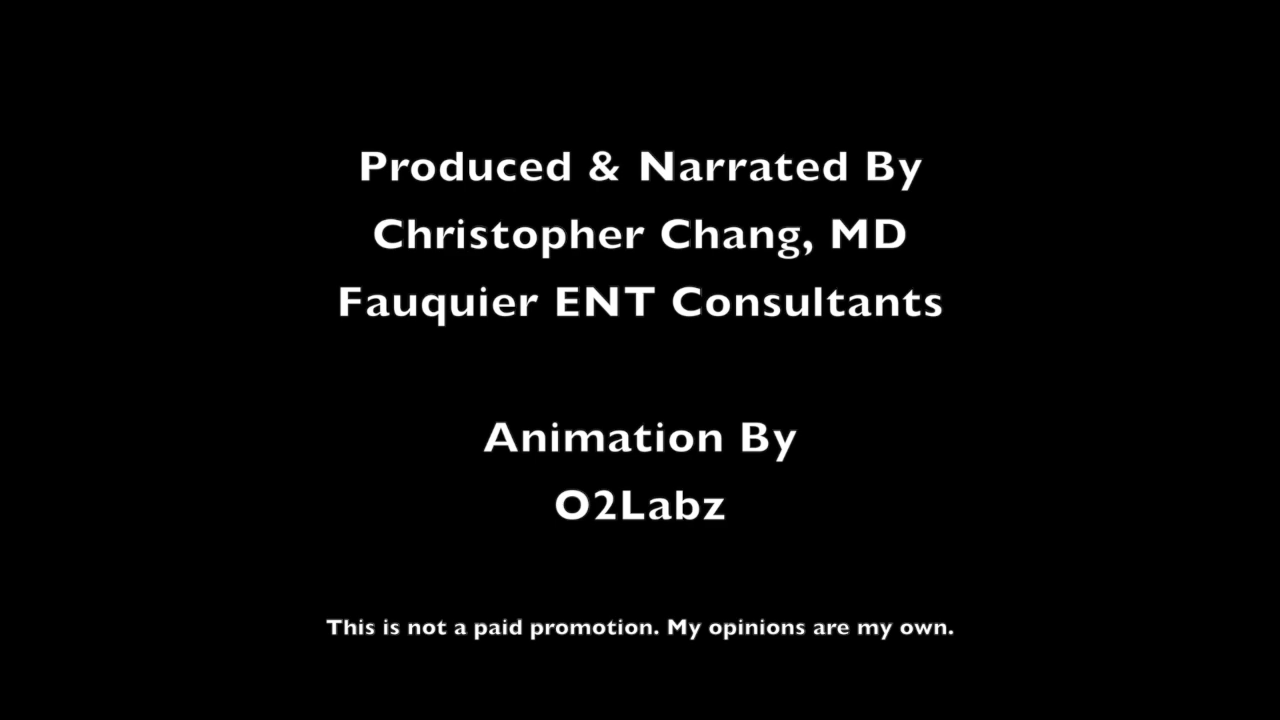 Produced & Narrated By
Christopher Chang, MD
Fauquier ENT Consultants
Animation By
O2Labz
This is not a paid promotion. My opinions are my own.